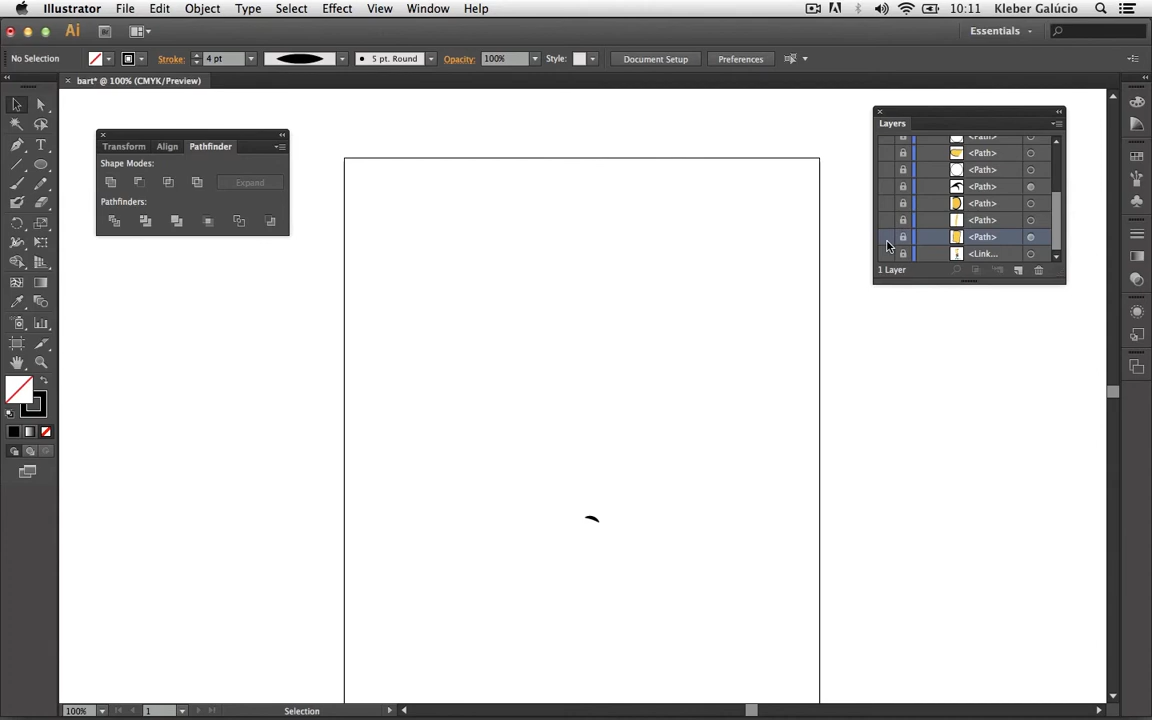 Illustrator File Edit Object Type Select Effect View Window Help 10:11 Kleber Galúcio
Ai Br Essentials
No Selection Stroke: 4 pt 5 pt. Round Opacity: 100% Style: Document Setup Preferences
bart* @ 100% (CMYK/Preview)
Layers
Transform Align Pathfinder
<Path>
<Path>
Shape Modes:
<Path>
Expand
<Path>
Pathfinders:
<Path>
<Path>
<Path>
<Link...
1 Layer
T
100% 1 Selection